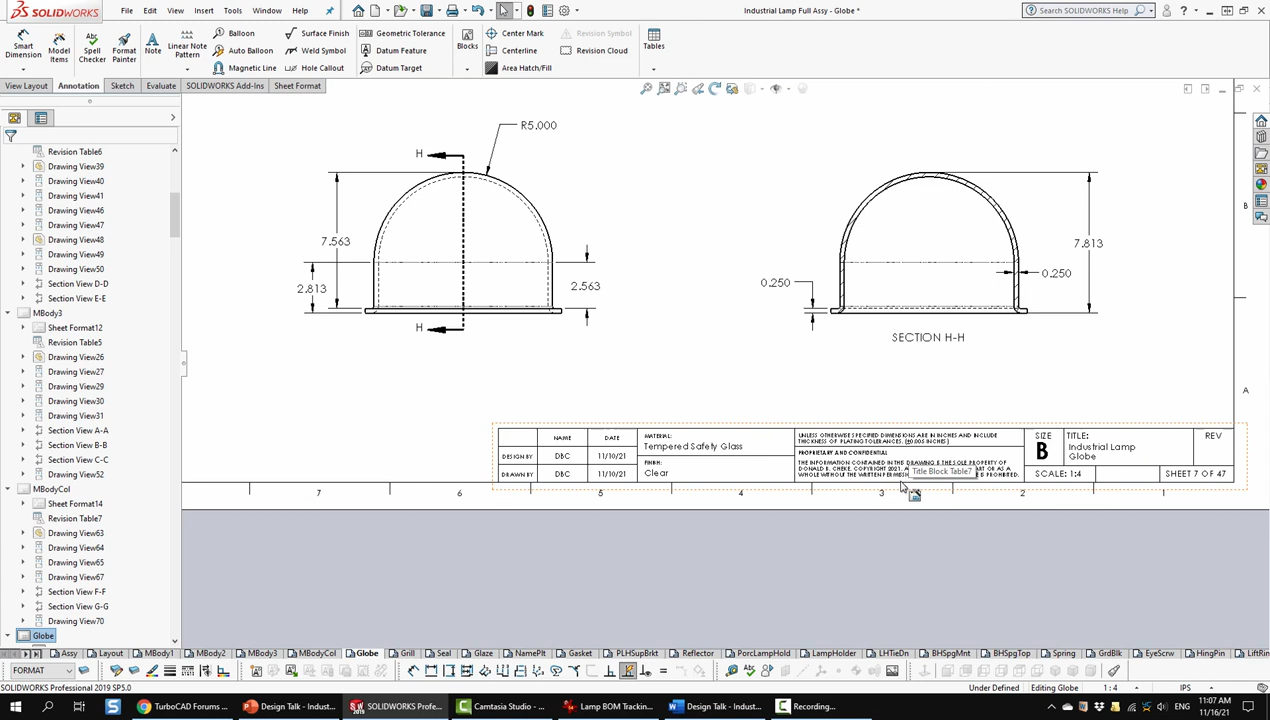 SOLIDWORKS
File Edit View Insert Tools Window Help
Industrial Lamp Full Assy - Globe *
Search SOLIDWORKS Help
Smart Dimension
Model Items
Spell Checker
Format Painter
Note
Linear Note Pattern
Balloon
Auto Balloon
Magnetic Line
Surface Finish
Weld Symbol
Hole Callout
Geometric Tolerance
Datum Feature
Datum Target
Blocks
Center Mark
Centerline
Area Hatch/Fill
Revision Symbol
Revision Cloud
Tables
View Layout Annotation Sketch Evaluate SOLIDWORKS Add-Ins Sheet Format
Revision Table6
Drawing View39
Drawing View40
Drawing View41
Drawing View46
Drawing View47
Drawing View48
Drawing View49
Drawing View50
Section View D-D
Section View E-E
MBody3
Sheet Format12
Revision Table5
Drawing View26
Drawing View27
Drawing View29
Drawing View30
Drawing View31
Section View A-A
Section View B-B
Section View C-C
Drawing View52
MBodyCol
Sheet Format14
Revision Table7
Drawing View63
Drawing View64
Drawing View65
Drawing View67
Section View F-F
Section View G-G
Drawing View70
Globe
R5.000
H
7.563
2.813
2.563
H
0.250
0.250
7.813
SECTION H-H
B
A
NAME DATE
DESIGN BY DBC 11/10/21
DRAWN BY DBC 11/10/21
MATERIAL:
Tempered Safety Glass
FINISH:
Clear
UNLESS OTHERWISE SPECIFIED DIMENSIONS ARE IN INCHES AND INCLUDE
THICKNESS OF PLATING TOLERANCES. (±0.005 INCHES)
PROPRIETARY AND CONFIDENTIAL
THE INFORMATION CONTAINED IN THIS DRAWING IS THE SOLE PROPERTY OF
DONALD B. CHEKE. COPYRIGHT 2021. PART OR AS A
WHOLE WITHOUT THE WRITTEN IS PROHIBITED.
Title Block Table7
SIZE
B
TITLE:
Industrial Lamp
Globe
REV
SCALE: 1:4
SHEET 7 OF 47
7 6 5 4 3 2 1
Assy Layout MBody1 MBody2 MBody3 MBodyCol Globe Grill Seal Glaze NamePlt Gasket PLHSupBrk Reflector PorcLampHold LampHolder LHTieDn BHSpgMnt BHSpgTop Spring GrdBlk EyeScrw HingPin LiftRin
FORMAT
SOLIDWORKS Professional 2019 SP5.0
Under Defined Editing Globe 1 : 4 IPS
TurboCAD Forums ...
Design Talk - Indust...
SOLIDWORKS Profe...
Camtasia Studio - ...
Lamp BOM Trackin...
Design Talk - Indust...
Recording...
ENG
11:07 AM
11/16/21